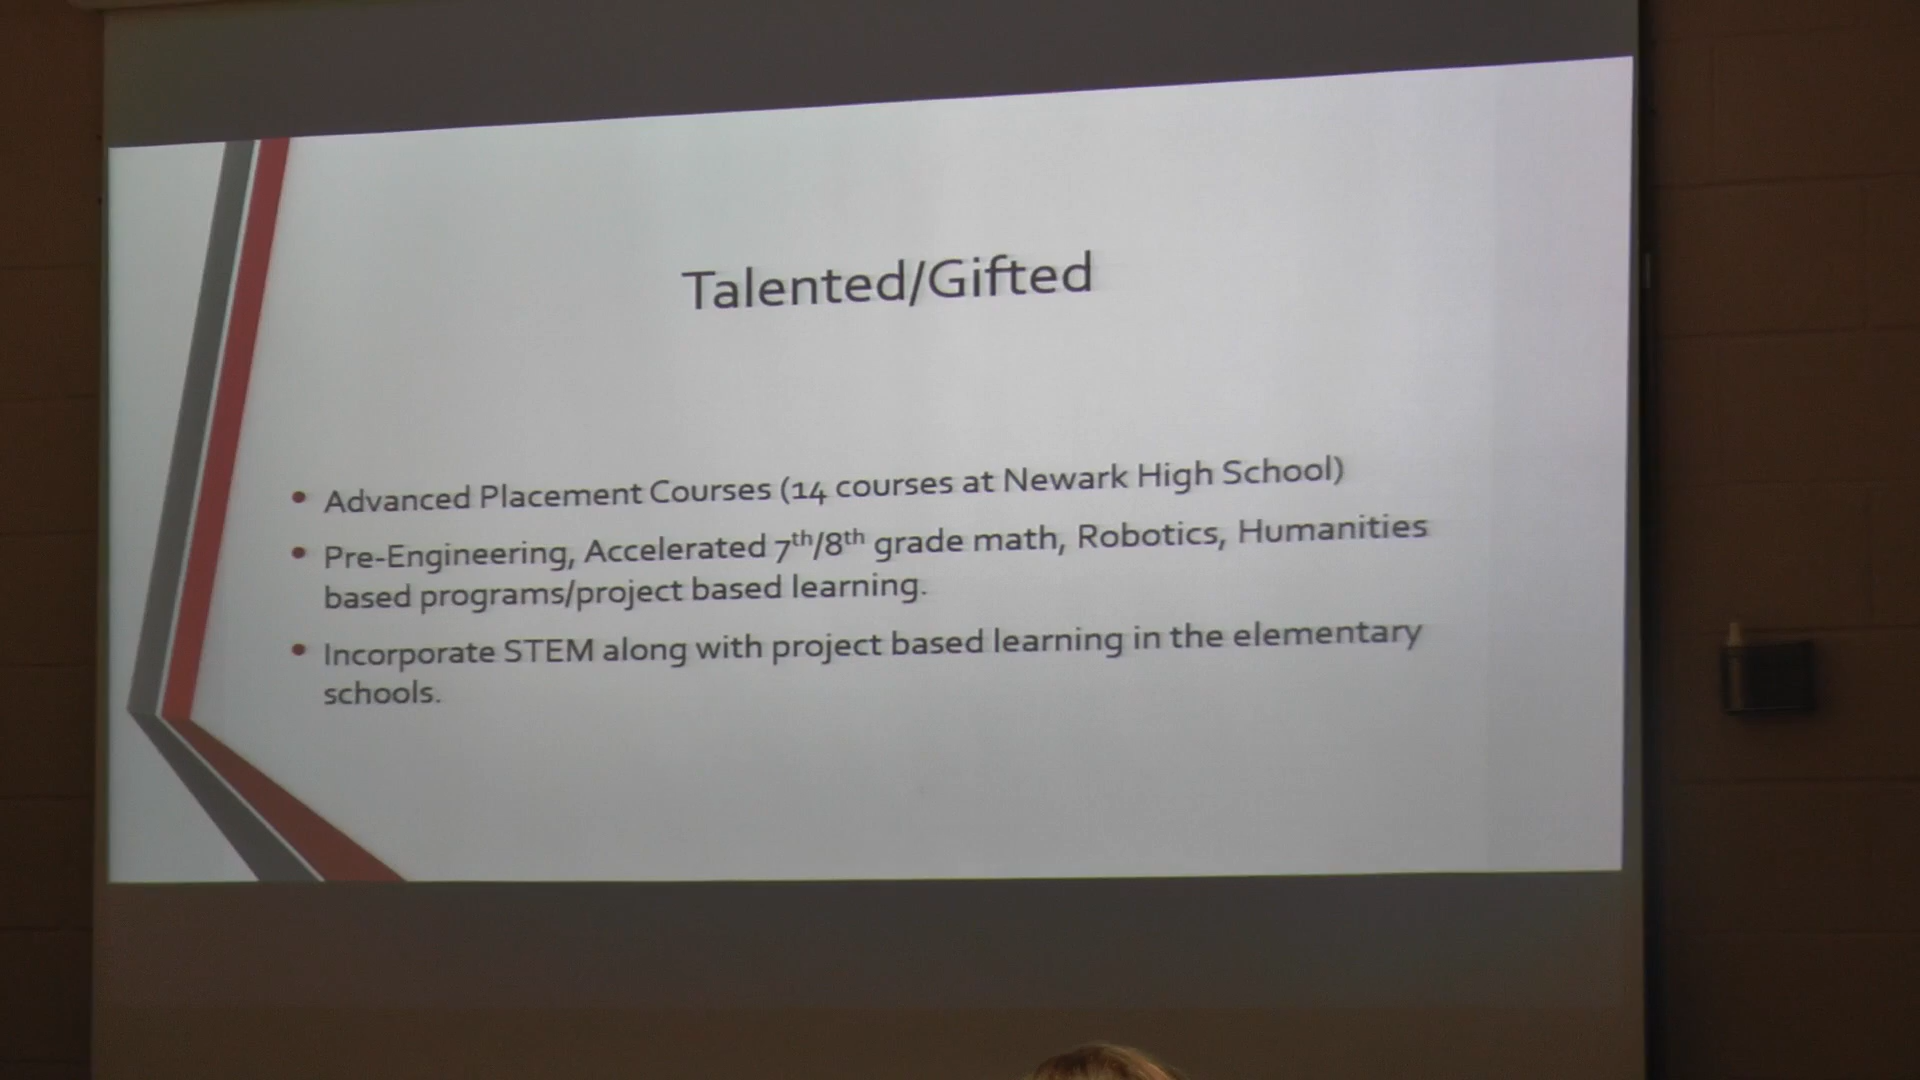 Talented/Gifted
• Advanced Placement Courses (14 courses at Newark High School)
• Pre-Engineering, Accelerated 7th/8th grade math, Robotics, Humanities
based programs/project based learning.
• Incorporate STEM along with project based learning in the elementary
schools.